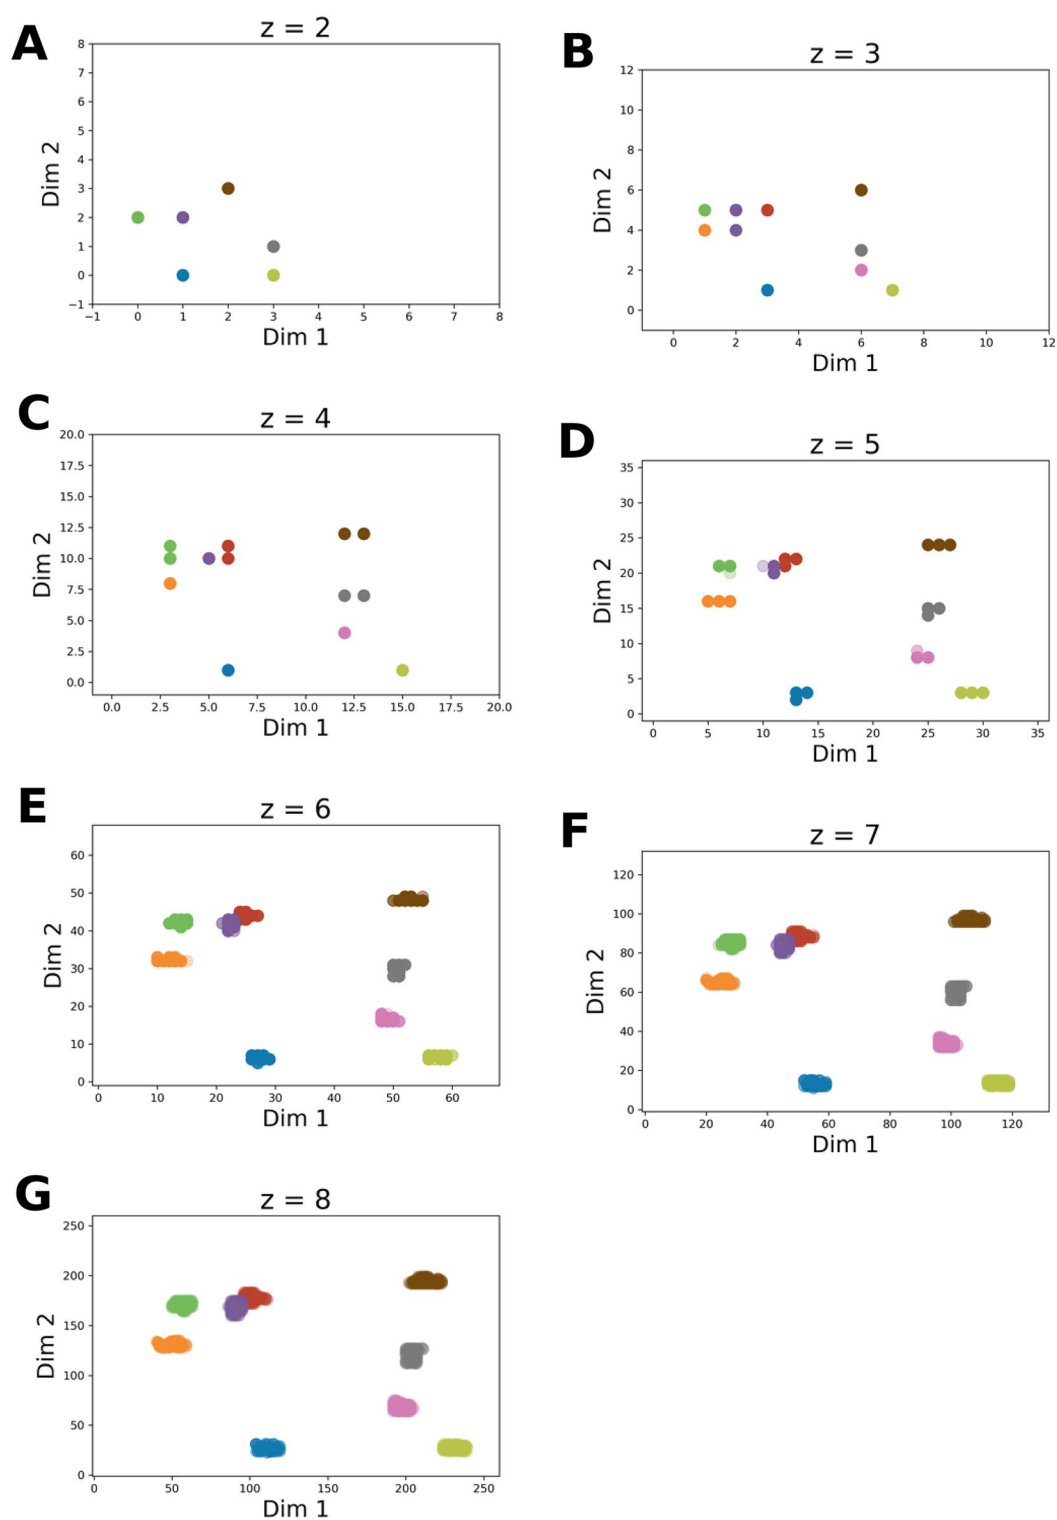 A
z = 2
8
7
6
5
4
3
2
1
0
−1
−1 0 1 2 3 4 5 6 7 8
Dim 2
Dim 1
B
z = 3
12
10
8
6
4
2
0
0 2 4 6 8 10 12
Dim 2
Dim 1
C
z = 4
20.0
17.5
15.0
12.5
10.0
7.5
5.0
2.5
0.0
0.0 2.5 5.0 7.5 10.0 12.5 15.0 17.5 20.0
Dim 2
Dim 1
D
z = 5
35
30
25
20
15
10
5
0
0 5 10 15 20 25 30 35
Dim 2
Dim 1
E
z = 6
60
50
40
30
20
10
0
0 10 20 30 40 50 60
Dim 2
Dim 1
F
z = 7
120
100
80
60
40
20
0
0 20 40 60 80 100 120
Dim 2
Dim 1
G
z = 8
250
200
150
100
50
0
0 50 100 150 200 250
Dim 2
Dim 1